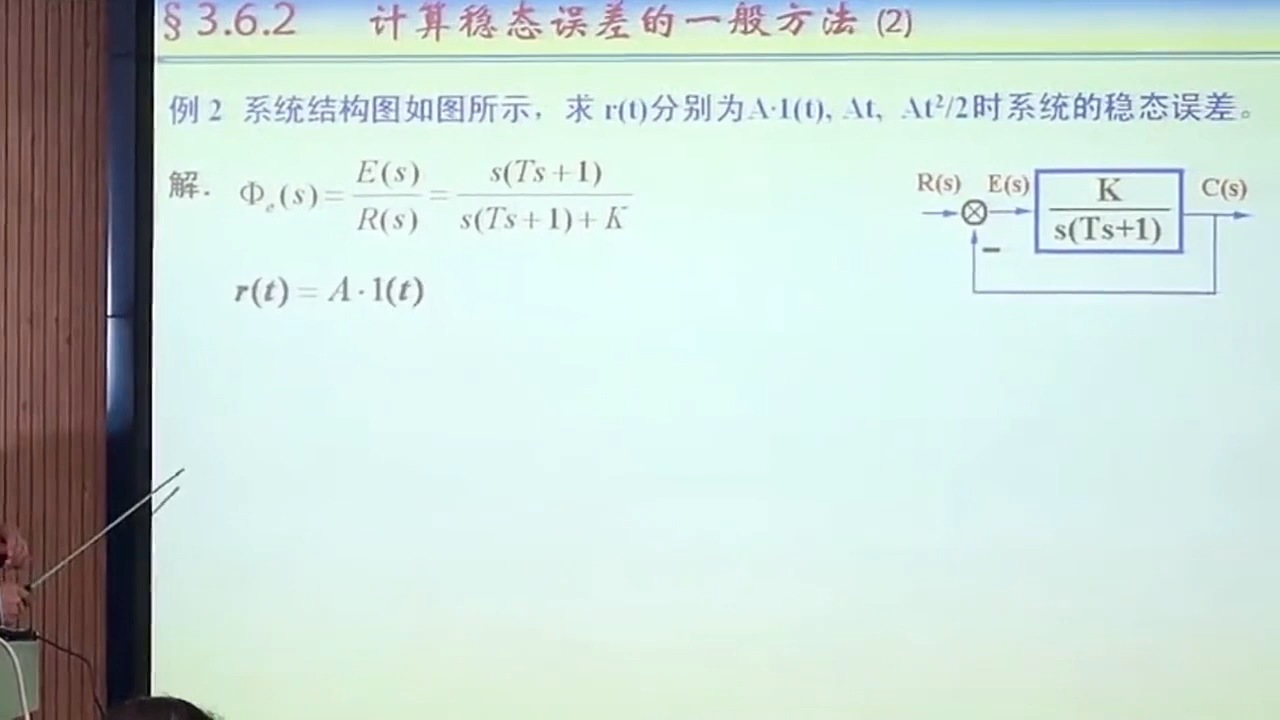 §3.6.2 计算稳态误差的一般方法 (2)
例 2 系统结构图如图所示，求 r(t)分别为A·1(t), At, At²/2时系统的稳态误差。
解. Φₑ(s) = E(s)/R(s) = s(Ts+1)/(s(Ts+1)+K)
r(t) = A·1(t)
R(s) E(s) K/s(Ts+1) C(s)
−